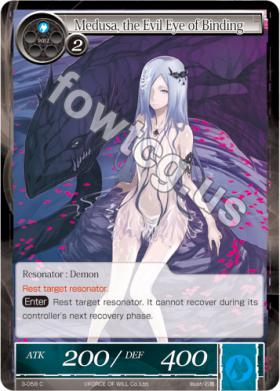 Medusa, the Evil Eye of Binding
2
fowtcg.us
Resonator : Demon
Rest target resonator.
Enter Rest target resonator. It cannot recover during its
controller's next recovery phase.
3-059 C ©FORCE OF WILL Co.,Ltd.
ATK 200/ DEF 400